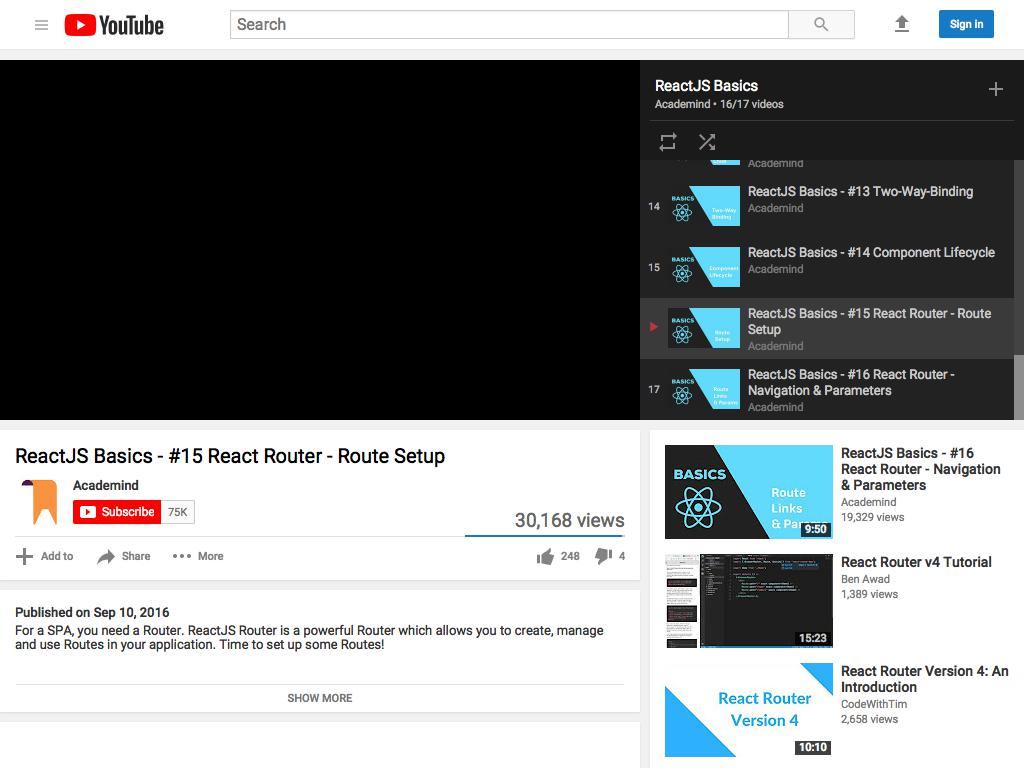 YouTube
Search
Sign in
ReactJS Basics
Academind • 16/17 videos
Academind
14
BASICS
Two-Way
Binding
ReactJS Basics - #13 Two-Way-Binding
Academind
15
BASICS
Component
Lifecycle
ReactJS Basics - #14 Component Lifecycle
Academind
BASICS
Route
Setup
ReactJS Basics - #15 React Router - Route
Setup
Academind
17
BASICS
Route
Links
& Params
ReactJS Basics - #16 React Router -
Navigation & Parameters
Academind
ReactJS Basics - #15 React Router - Route Setup
Academind
Subscribe 75K
30,168 views
Add to Share More
248 4
Published on Sep 10, 2016
For a SPA, you need a Router. ReactJS Router is a powerful Router which allows you to create, manage
and use Routes in your application. Time to set up some Routes!
SHOW MORE
BASICS
Route
Links
& Par
9:50
ReactJS Basics - #16
React Router - Navigation
& Parameters
Academind
19,329 views
15:23
React Router v4 Tutorial
Ben Awad
1,389 views
React Router
Version 4
10:10
React Router Version 4: An
Introduction
CodeWithTim
2,658 views